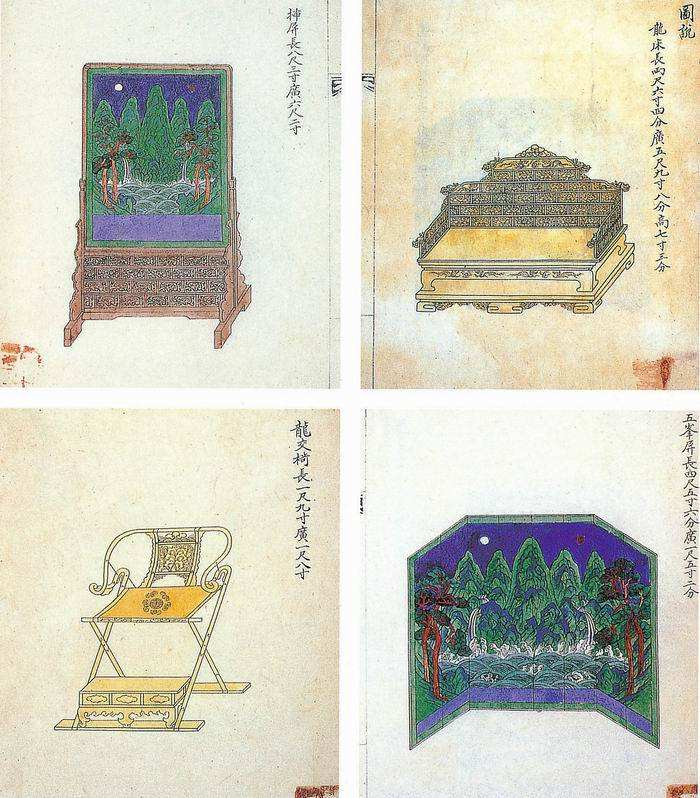 揷屛長八尺三寸廣六尺二寸
圖說
龍床長兩尺六寸四分廣五尺九寸八分高七寸三分
龍交椅長一尺九寸廣一尺八寸
五峯屛長四尺五寸六分廣一尺五寸二分